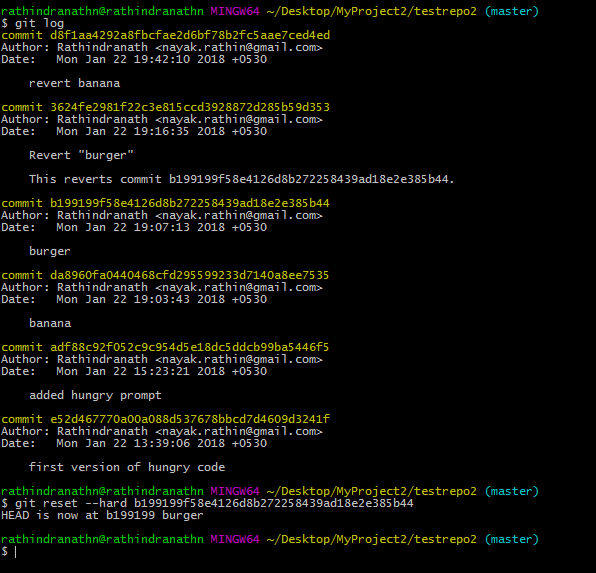 rathindranathn@rathindranathn MINGW64 ~/Desktop/MyProject2/testrepo2 (master)
$ git log
commit d8f1aa4292a8fbcfae2d6bf78b2fc5aae7ced4ed
Author: Rathindranath <nayak.rathin@gmail.com>
Date:   Mon Jan 22 19:42:10 2018 +0530

    revert banana

commit 3624fe2981f22c3e815ccd3928872d285b59d353
Author: Rathindranath <nayak.rathin@gmail.com>
Date:   Mon Jan 22 19:16:35 2018 +0530

    Revert "burger"

    This reverts commit b199199f58e4126d8b272258439ad18e2e385b44.

commit b199199f58e4126d8b272258439ad18e2e385b44
Author: Rathindranath <nayak.rathin@gmail.com>
Date:   Mon Jan 22 19:07:13 2018 +0530

    burger

commit da8960fa0440468cfd295599233d7140a8ee7535
Author: Rathindranath <nayak.rathin@gmail.com>
Date:   Mon Jan 22 19:03:43 2018 +0530

    banana

commit adf88c92f052c9c954d5e18dc5ddcb99ba5446f5
Author: Rathindranath <nayak.rathin@gmail.com>
Date:   Mon Jan 22 15:23:21 2018 +0530

    added hungry prompt

commit e52d467770a00a088d537678bbcd7d4609d3241f
Author: Rathindranath <nayak.rathin@gmail.com>
Date:   Mon Jan 22 13:39:06 2018 +0530

    first version of hungry code

rathindranathn@rathindranathn MINGW64 ~/Desktop/MyProject2/testrepo2 (master)
$ git reset --hard b199199f58e4126d8b272258439ad18e2e385b44
HEAD is now at b199199 burger

rathindranathn@rathindranathn MINGW64 ~/Desktop/MyProject2/testrepo2 (master)
$